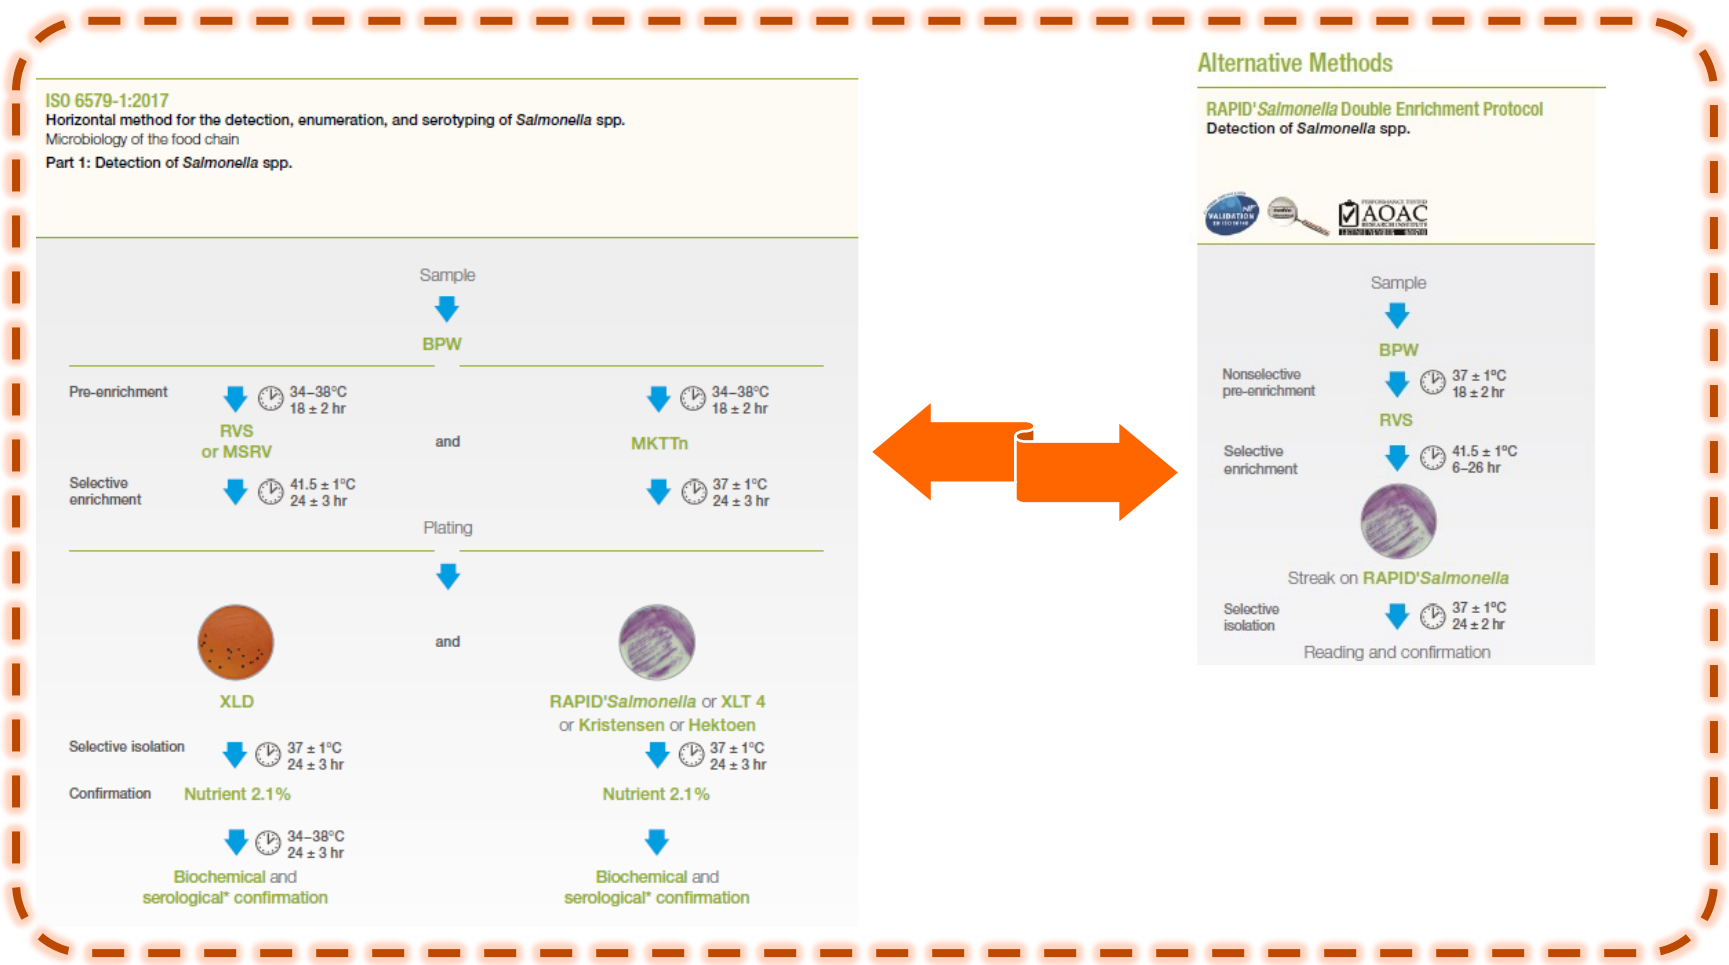 ISO 6579-1:2017
Horizontal method for the detection, enumeration, and serotyping of Salmonella spp.
Microbiology of the food chain
Part 1: Detection of Salmonella spp.
Sample
BPW
Pre-enrichment
34–38°C
18 ± 2 hr
34–38°C
18 ± 2 hr
RVS
or MSRV
and
MKTTn
Selective
enrichment
41.5 ± 1°C
24 ± 3 hr
37 ± 1°C
24 ± 3 hr
Plating
and
XLD
RAPID'Salmonella or XLT 4
or Kristensen or Hektoen
Selective isolation
37 ± 1°C
24 ± 3 hr
37 ± 1°C
24 ± 3 hr
Confirmation
Nutrient 2.1%
Nutrient 2.1%
34–38°C
24 ± 3 hr
Biochemical and
serological* confirmation
Biochemical and
serological* confirmation
Alternative Methods
RAPID'Salmonella Double Enrichment Protocol
Detection of Salmonella spp.
VALIDATION
PERFORMANCE TESTED
AOAC
RESEARCH INSTITUTE
Sample
BPW
Nonselective
pre-enrichment
37 ± 1°C
18 ± 2 hr
RVS
Selective
enrichment
41.5 ± 1°C
6–26 hr
Streak on RAPID'Salmonella
Selective
isolation
37 ± 1°C
24 ± 2 hr
Reading and confirmation